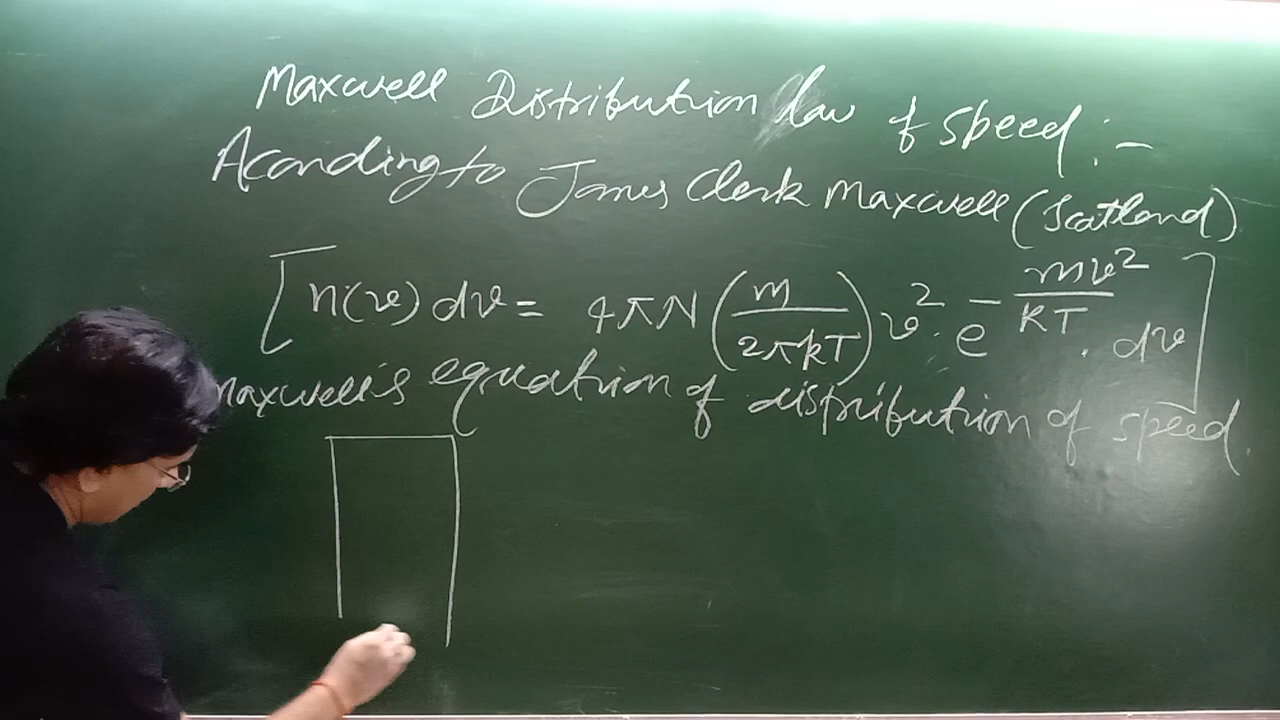 Maxwell Distribution law of speed :-
According to James Clerk Maxwell (Scotland)
[ n(v) dv = 4πN (m/2πkT) v². e^-mv²/KT . dv ]
Maxwell's equation of distribution of speed.